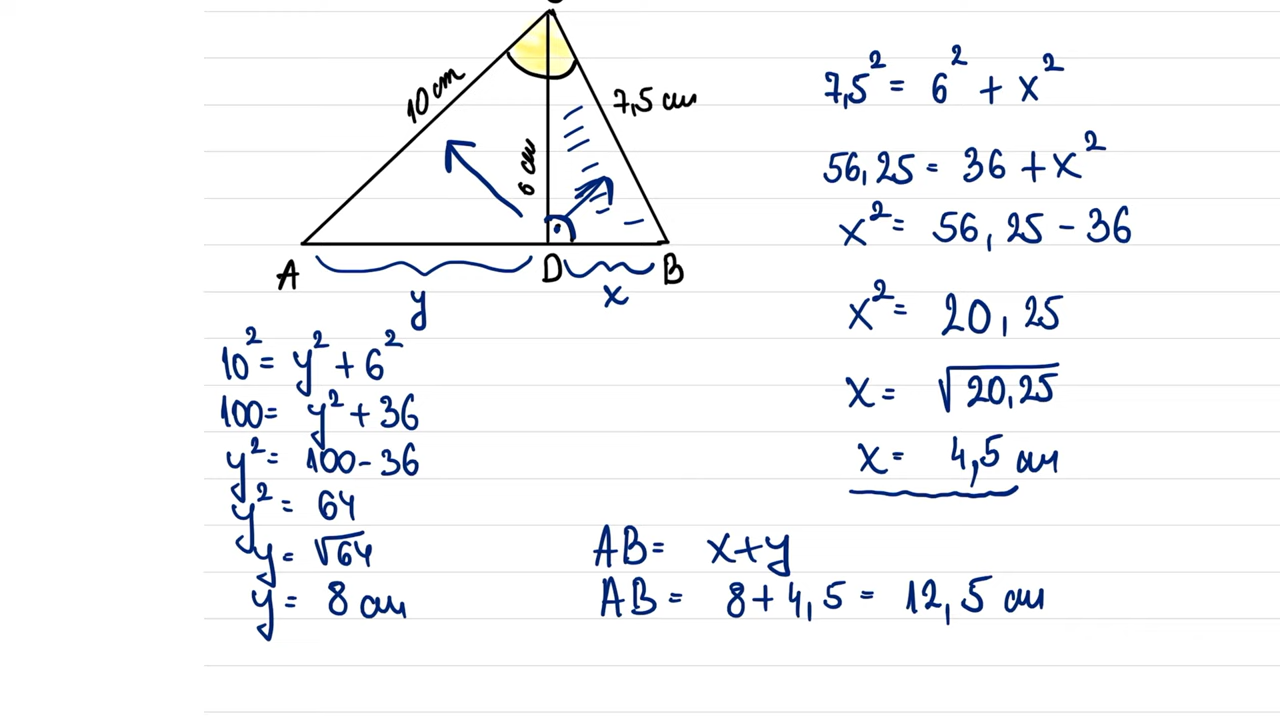 10 cm
7,5 cm
6 cm
A
D
B
y
x
10² = y² + 6²
100 = y² + 36
y² = 100 - 36
y² = 64
y = √64
y = 8 cm
7,5² = 6² + x²
56,25 = 36 + x²
x² = 56,25 - 36
x² = 20,25
x = √20,25
x = 4,5 cm
AB = x+y
AB = 8+4,5 = 12,5 cm